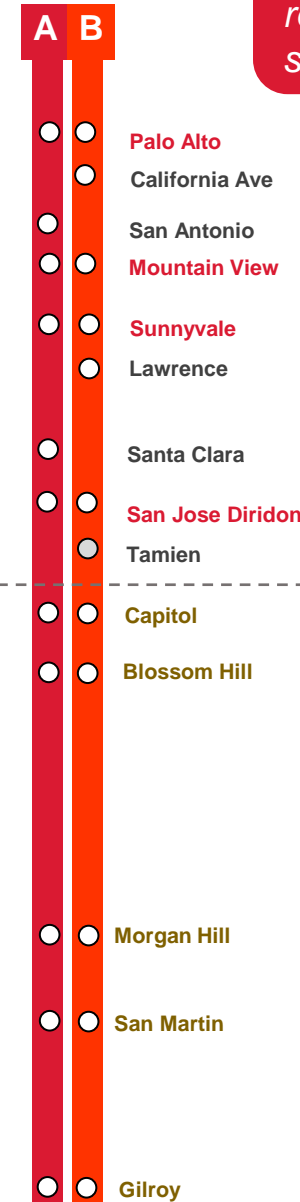 A B
Palo Alto
California Ave
San Antonio
Mountain View
Sunnyvale
Lawrence
Santa Clara
San Jose Diridon
Tamien
Capitol
Blossom Hill
Morgan Hill
San Martin
Gilroy